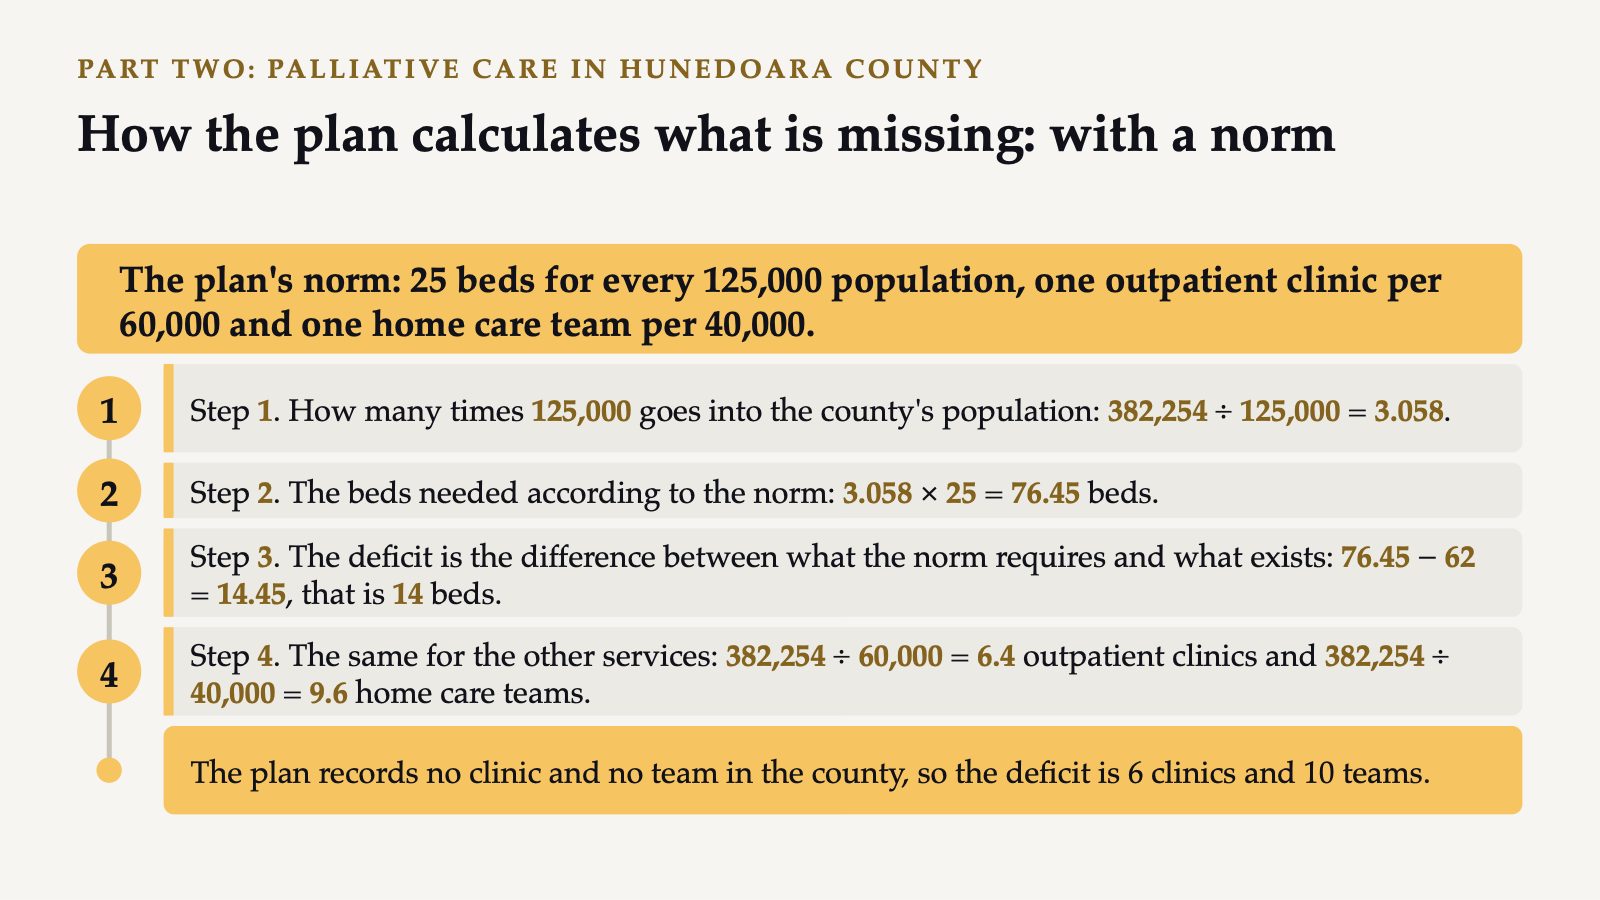 PART TWO: PALLIATIVE CARE IN HUNEDOARA COUNTY
How the plan calculates what is missing: with a norm
The plan's norm: 25 beds for every 125,000 population, one outpatient clinic per
60,000 and one home care team per 40,000.
1
Step 1. How many times 125,000 goes into the county's population: 382,254 ÷ 125,000 = 3.058.
2
Step 2. The beds needed according to the norm: 3.058 × 25 = 76.45 beds.
3
Step 3. The deficit is the difference between what the norm requires and what exists: 76.45 − 62
= 14.45, that is 14 beds.
4
Step 4. The same for the other services: 382,254 ÷ 60,000 = 6.4 outpatient clinics and 382,254 ÷
40,000 = 9.6 home care teams.
The plan records no clinic and no team in the county, so the deficit is 6 clinics and 10 teams.